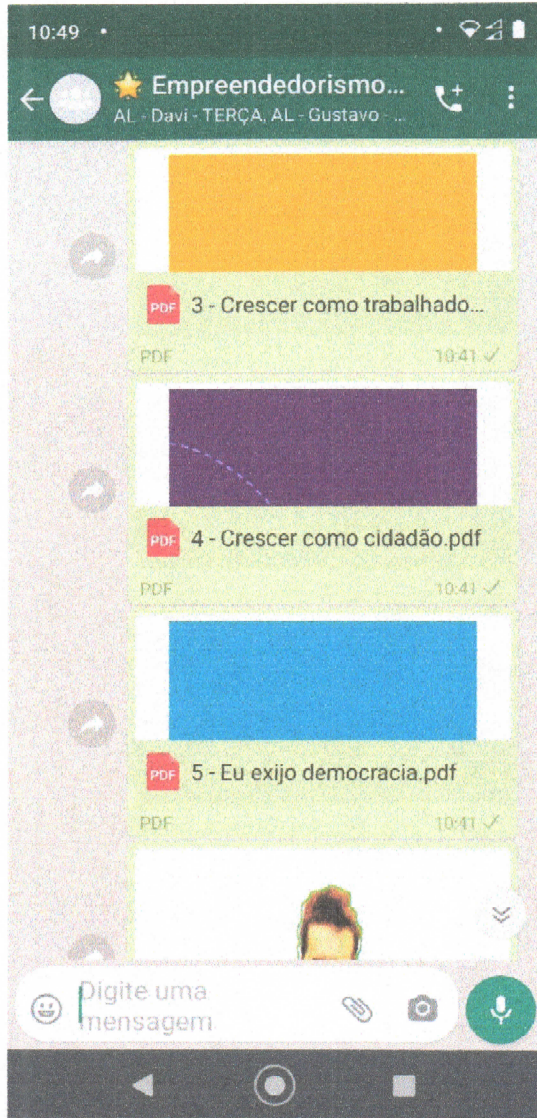 10:49
Empreendedorismo...
AL - Davi - TERÇA, AL - Gustavo - ...
PDF 3 - Crescer como trabalhado...
PDF 10:41
PDF 4 - Crescer como cidadão.pdf
PDF 10:41
PDF 5 - Eu exijo democracia.pdf
PDF 10:41
Digite uma
mensagem